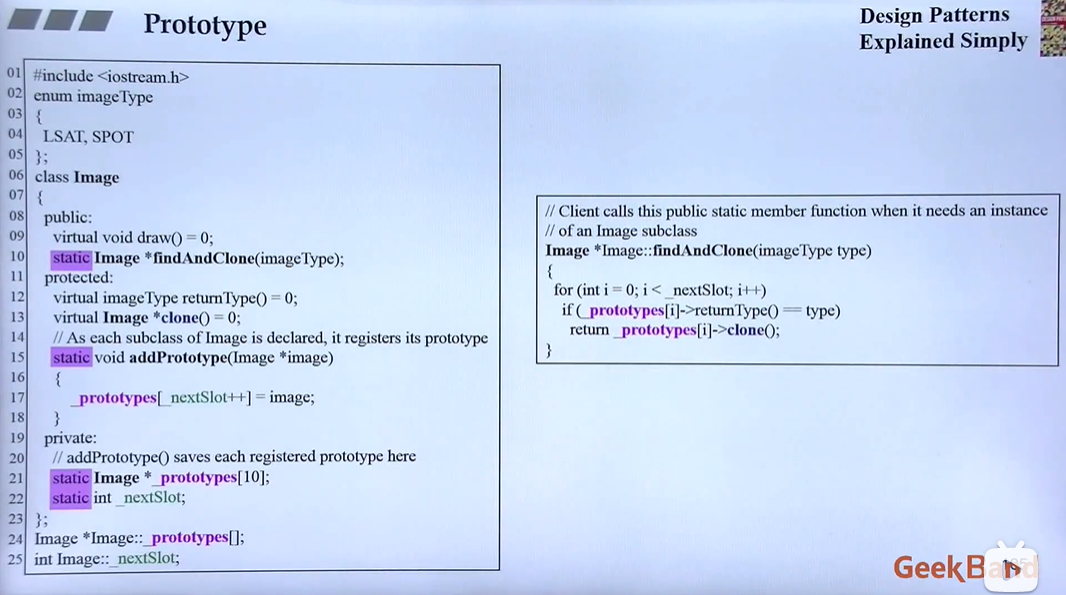 Prototype
Design Patterns
Explained Simply
01 #include <iostream.h>
02 enum imageType
03 {
04 LSAT, SPOT
05 };
06 class Image
07 {
08 public:
09 virtual void draw() = 0;
10 static Image *findAndClone(imageType);
11 protected:
12 virtual imageType returnType() = 0;
13 virtual Image *clone() = 0;
14 // As each subclass of Image is declared, it registers its prototype
15 static void addPrototype(Image *image)
16 {
17 _prototypes[_nextSlot++] = image;
18 }
19 private:
20 // addPrototype() saves each registered prototype here
21 static Image *_prototypes[10];
22 static int _nextSlot;
23 };
24 Image *Image::_prototypes[];
25 int Image::_nextSlot;
// Client calls this public static member function when it needs an instance
// of an Image subclass
Image *Image::findAndClone(imageType type)
{
for (int i = 0; i < _nextSlot; i++)
if (_prototypes[i]->returnType() == type)
return _prototypes[i]->clone();
}
GeekBand